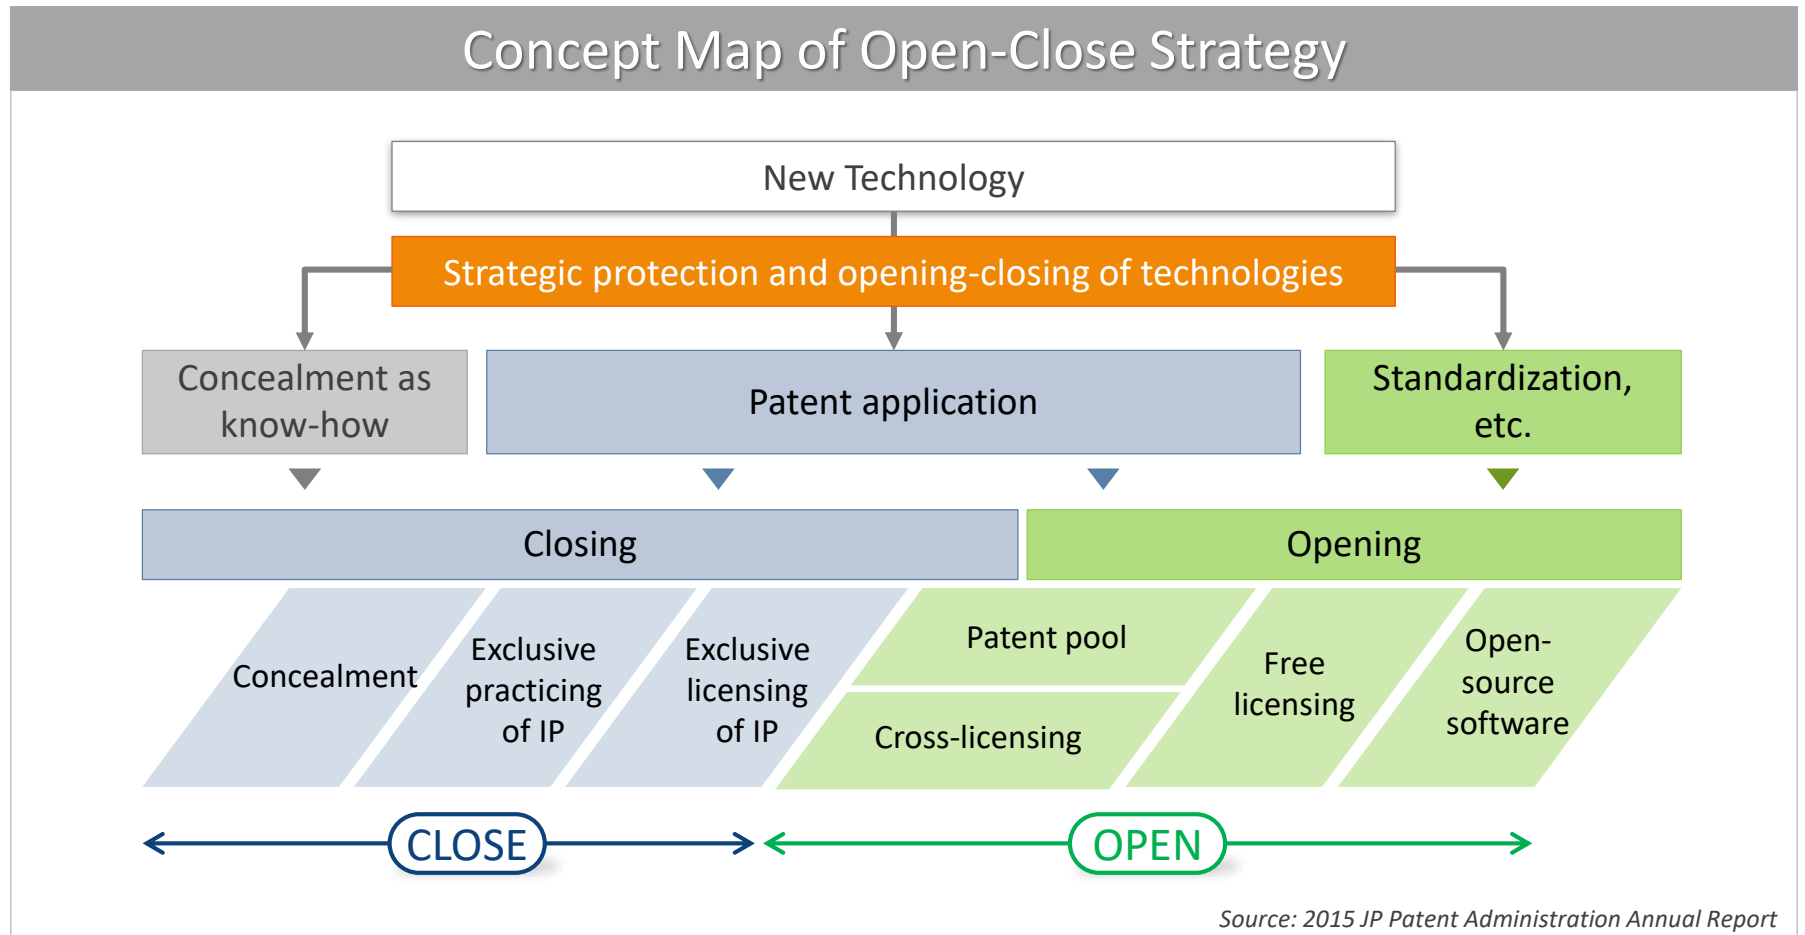 Concept Map of Open-Close Strategy
New Technology
Strategic protection and opening-closing of technologies
Concealment as
know-how
Patent application
Standardization,
etc.
Closing
Opening
Concealment
Exclusive
practicing
of IP
Exclusive
licensing
of IP
Patent pool
Cross-licensing
Free
licensing
Open-
source
software
CLOSE
OPEN
Source: 2015 JP Patent Administration Annual Report